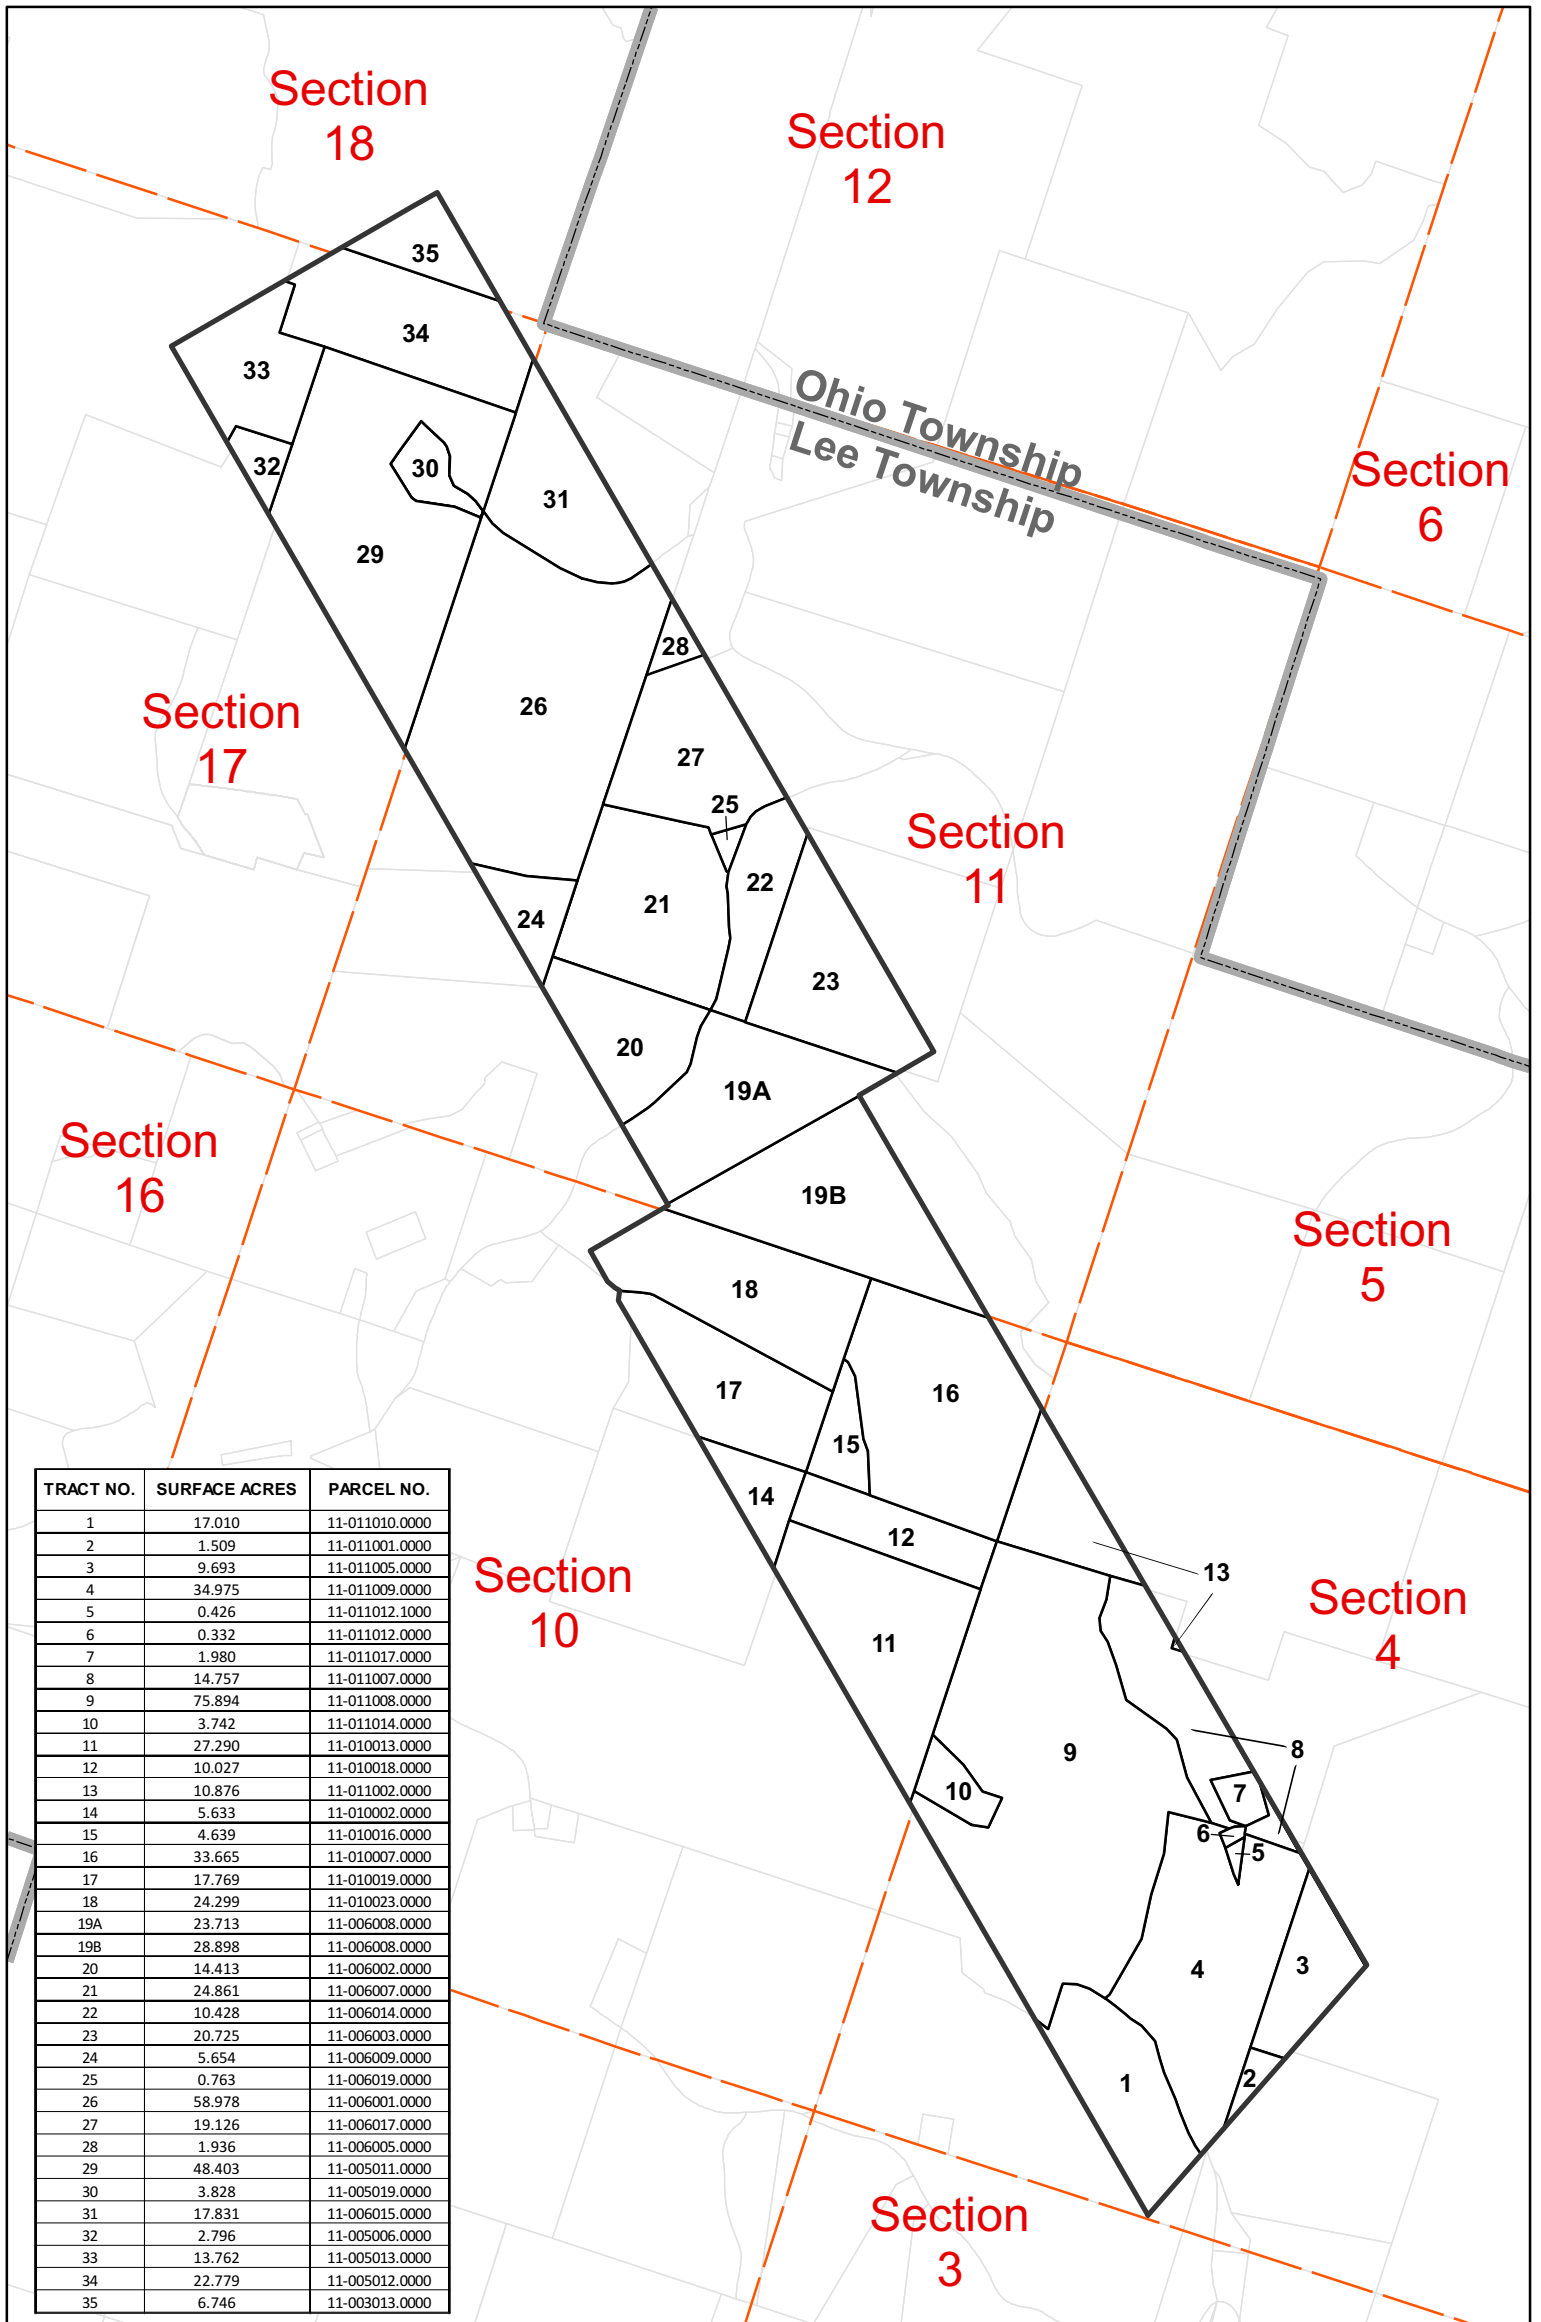 Section
18
Section
12
35
34
33
Ohio Township
Lee Township
Section
6
32
30
31
29
28
Section
17
26
27
25
Section
11
22
21
24
23
20
19A
Section
16
19B
Section
5
18
17
16
15
14
12
13
Section
10
Section
4
11
9
8
7
10
6
5
4
3
2
1
Section
3
TRACT NO. SURFACE ACRES PARCEL NO.
1 17.010 11-011010.0000
2 1.509 11-011001.0000
3 9.693 11-011005.0000
4 34.975 11-011009.0000
5 0.426 11-011012.1000
6 0.332 11-011012.0000
7 1.980 11-011017.0000
8 14.757 11-011007.0000
9 75.894 11-011008.0000
10 3.742 11-011014.0000
11 27.290 11-010013.0000
12 10.027 11-010018.0000
13 10.876 11-011002.0000
14 5.633 11-010002.0000
15 4.639 11-010016.0000
16 33.665 11-010007.0000
17 17.769 11-010019.0000
18 24.299 11-010023.0000
19A 23.713 11-006008.0000
19B 28.898 11-006008.0000
20 14.413 11-006002.0000
21 24.861 11-006007.0000
22 10.428 11-006014.0000
23 20.725 11-006003.0000
24 5.654 11-006009.0000
25 0.763 11-006019.0000
26 58.978 11-006001.0000
27 19.126 11-006017.0000
28 1.936 11-006005.0000
29 48.403 11-005011.0000
30 3.828 11-005019.0000
31 17.831 11-006015.0000
32 2.796 11-005006.0000
33 13.762 11-005013.0000
34 22.779 11-005012.0000
35 6.746 11-003013.0000